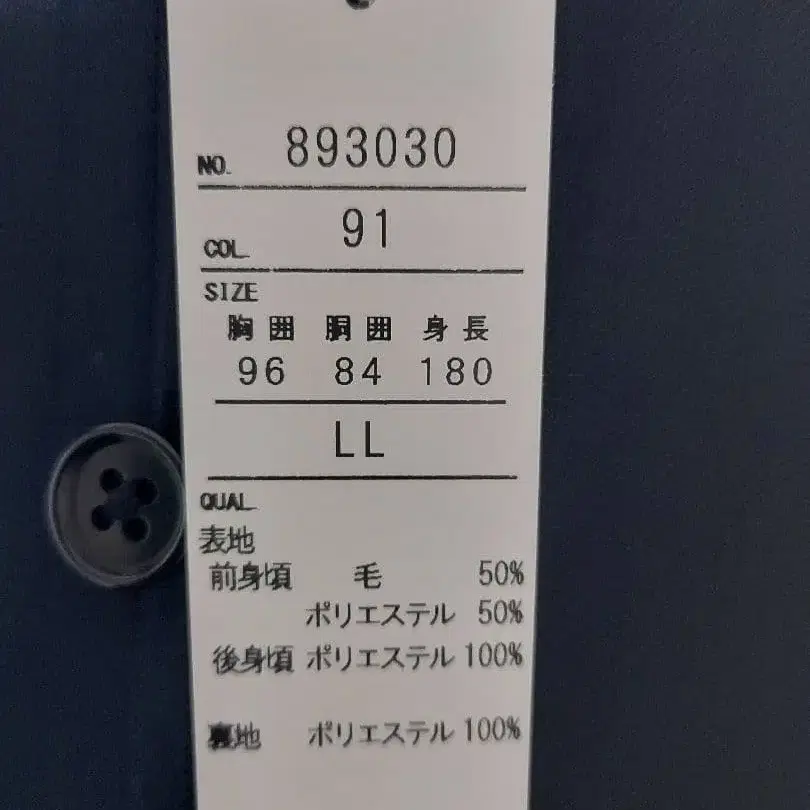 NO. 893030
COL. 91
SIZE
胸囲 胴囲 身長
96 84 180
LL
QUAL.
表地
前身頃 毛 50%
ポリエステル 50%
後身頃 ポリエステル 100%
裏地 ポリエステル 100%